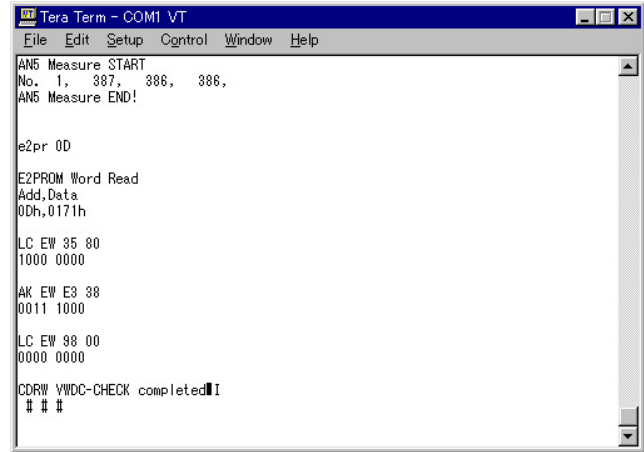 Tera Term - COM1 VT
File Edit Setup Control Window Help
AN5 Measure START
No. 1, 387, 386, 386,
AN5 Measure END!
e2pr 0D
E2PROM Word Read
Add,Data
0Dh,0171h
LC EW 35 80
1000 0000
AK EW E3 38
0011 1000
LC EW 98 00
0000 0000
CDRW VWDC-CHECK completed
# # #